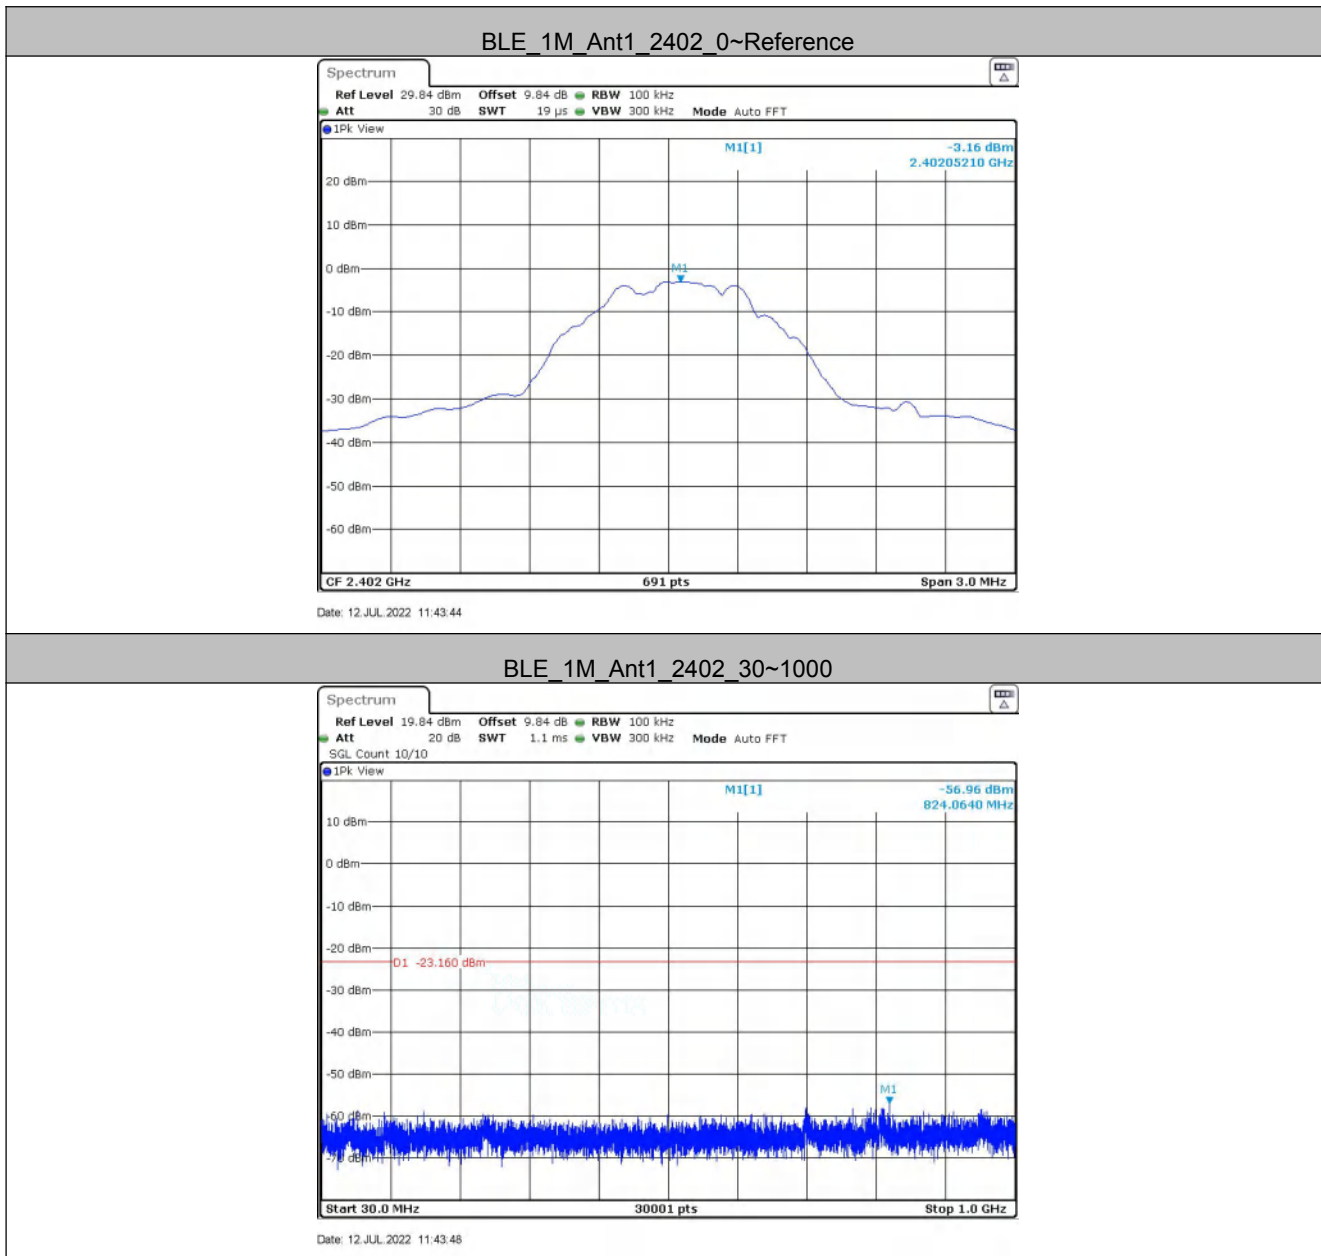 BLE_1M_Ant1_2402_0~Reference
Spectrum
Ref Level 29.84 dBm Offset 9.84 dB RBW 100 kHz
Att 30 dB SWT 19 µs VBW 300 kHz Mode Auto FFT
1Pk View
M1[1] -3.16 dBm
2.40205210 GHz
20 dBm
10 dBm
0 dBm
M1
-10 dBm
-20 dBm
-30 dBm
-40 dBm
-50 dBm
-60 dBm
CF 2.402 GHz 691 pts Span 3.0 MHz
Date: 12.JUL.2022 11:43:44
BLE_1M_Ant1_2402_30~1000
Spectrum
Ref Level 19.84 dBm Offset 9.84 dB RBW 100 kHz
Att 20 dB SWT 1.1 ms VBW 300 kHz Mode Auto FFT
SGL Count 10/10
1Pk View
M1[1] -56.96 dBm
824.0640 MHz
10 dBm
0 dBm
-10 dBm
-20 dBm
D1 -23.160 dBm
-30 dBm
-40 dBm
-50 dBm
M1
-60 dBm
-70 dBm
Start 30.0 MHz 30001 pts Stop 1.0 GHz
Date: 12.JUL.2022 11:43:48